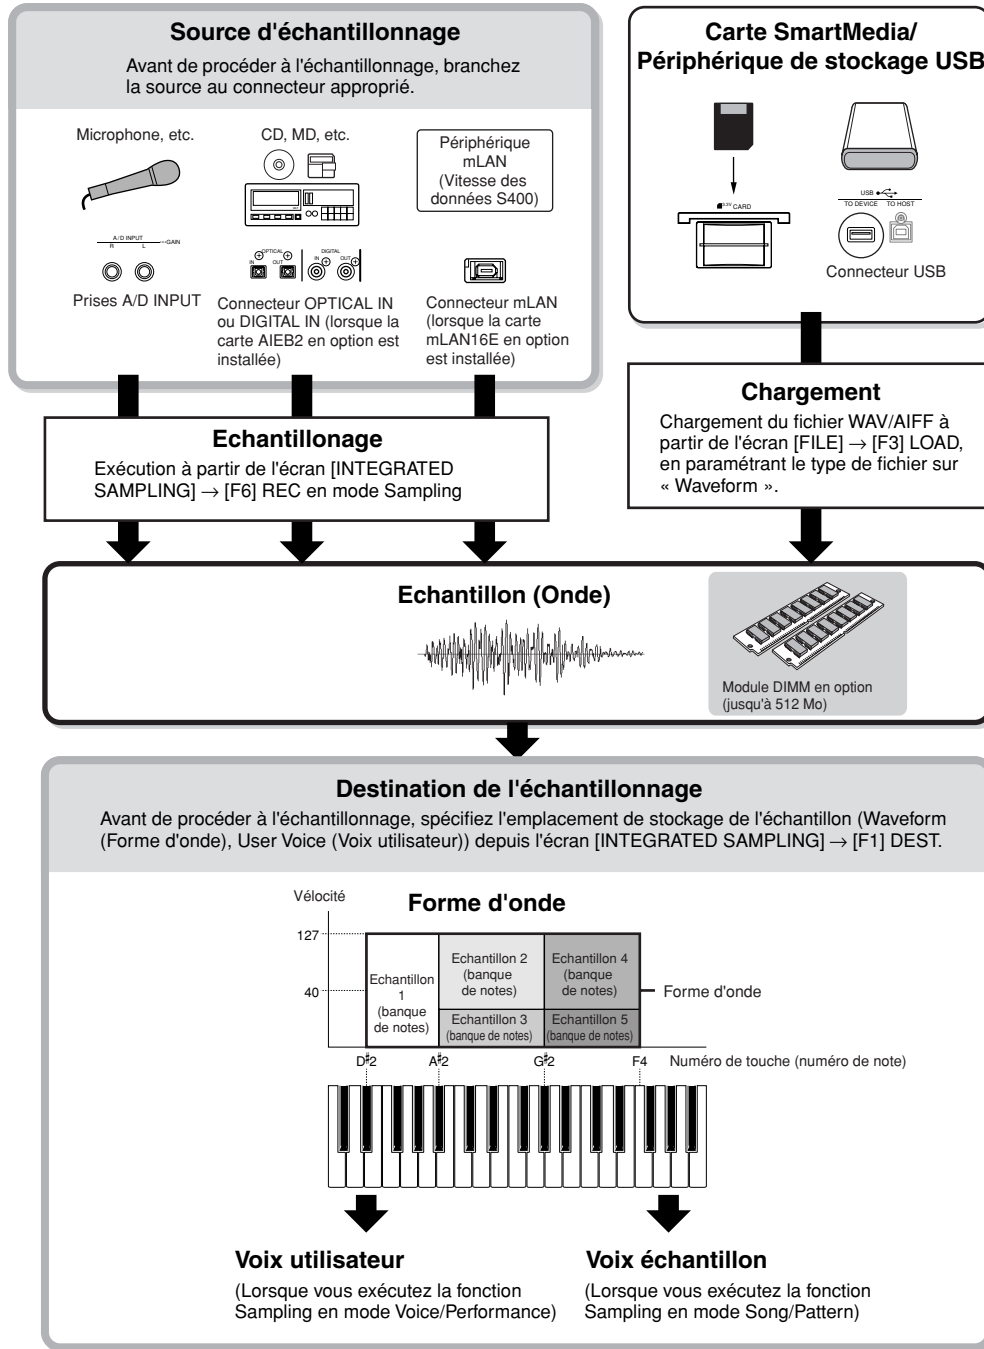 Source d'échantillonnage
Avant de procéder à l'échantillonnage, branchez
la source au connecteur approprié.
Microphone, etc.
CD, MD, etc.
Périphérique
mLAN
(Vitesse des
données S400)
A/D INPUT
R L
GAIN
OPTICAL
IN OUT
DIGITAL
IN OUT
Prises A/D INPUT
Connecteur OPTICAL IN
ou DIGITAL IN (lorsque la
carte AIEB2 en option est
installée)
Connecteur mLAN
(lorsque la carte
mLAN16E en option
est installée)
Carte SmartMedia/
Périphérique de stockage USB
3.3V CARD
USB
TO DEVICE TO HOST
Connecteur USB
Echantillonage
Exécution à partir de l'écran [INTEGRATED
SAMPLING] → [F6] REC en mode Sampling
Chargement
Chargement du fichier WAV/AIFF à
partir de l'écran [FILE] → [F3] LOAD,
en paramétrant le type de fichier sur
« Waveform ».
Echantillon (Onde)
Module DIMM en option
(jusqu'à 512 Mo)
Destination de l'échantillonnage
Avant de procéder à l'échantillonnage, spécifiez l'emplacement de stockage de l'échantillon (Waveform
(Forme d'onde), User Voice (Voix utilisateur)) depuis l'écran [INTEGRATED SAMPLING] → [F1] DEST.
Vélocité
Forme d'onde
127
40
Echantillon
1
(banque
de notes)
Echantillon 2
(banque
de notes)
Echantillon 4
(banque
de notes)
Echantillon 3
(banque de notes)
Echantillon 5
(banque de notes)
Forme d'onde
D♯2 A♯2 G♯2 F4 Numéro de touche (numéro de note)
Voix utilisateur
(Lorsque vous exécutez la fonction
Sampling en mode Voice/Performance)
Voix échantillon
(Lorsque vous exécutez la fonction
Sampling en mode Song/Pattern)